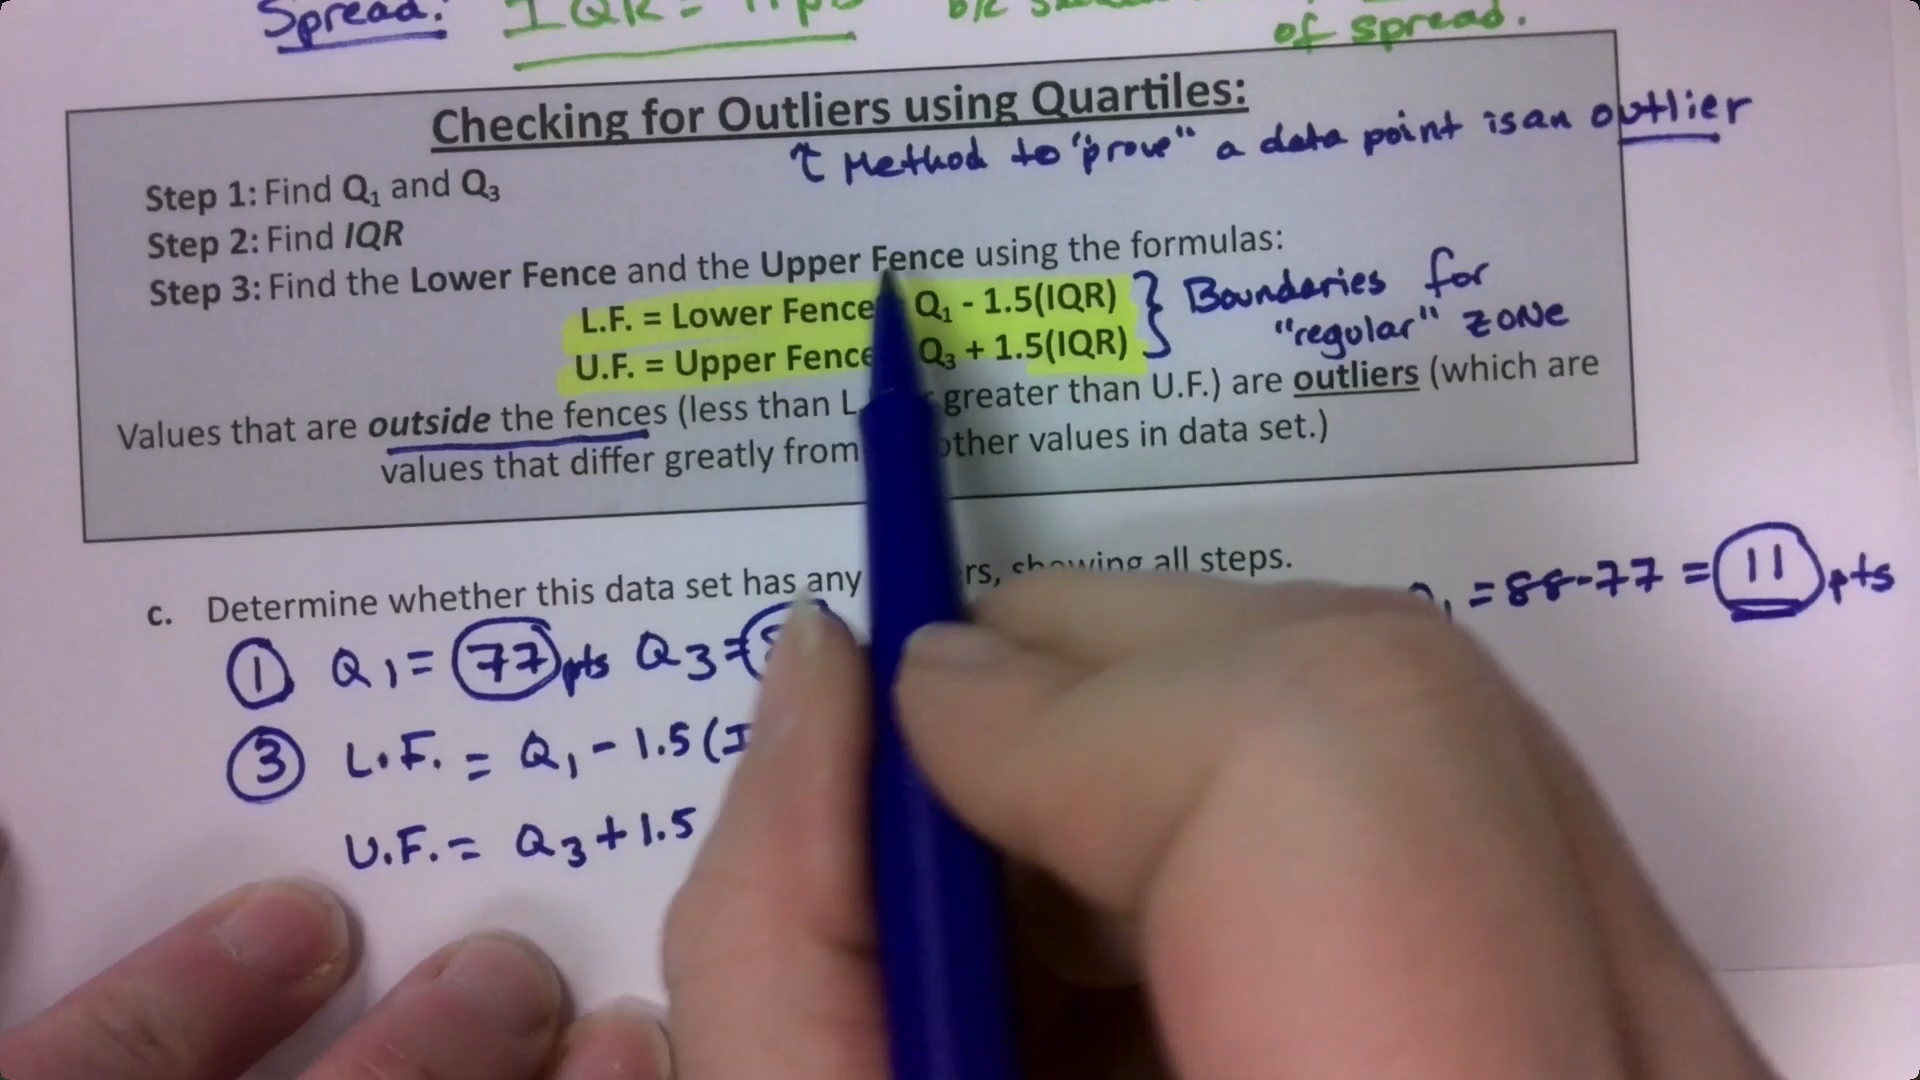 Spread: IQR = 11 pts b/c
of spread.
Checking for Outliers using Quartiles:
↑ Method to "prove" a data point is an outlier
Step 1: Find Q₁ and Q₃
Step 2: Find IQR
Step 3: Find the Lower Fence and the Upper Fence using the formulas:
L.F. = Lower Fence Q₁ - 1.5(IQR) } Boundaries for
U.F. = Upper Fence Q₃ + 1.5(IQR) "regular" zone
Values that are outside the fences (less than L greater than U.F.) are outliers (which are
values that differ greatly from other values in data set.)
c. Determine whether this data set has any rs, showing all steps.
① Q₁ = 77 pts Q₃ = = 88-77 = 11 pts
③ L.F. = Q₁ - 1.5(I
U.F. = Q₃ + 1.5